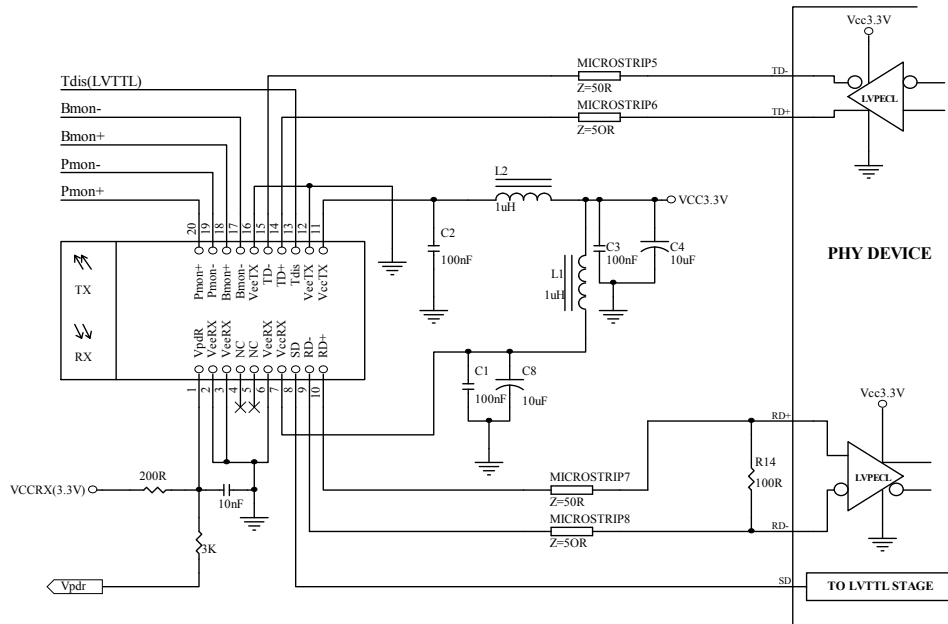 Vcc3.3V
MICROSTRIP5
TD-
Tdis(LVTTL)
Z=50R
LVPECL
MICROSTRIP6
TD+
Bmon-
Z=5OR
Bmon+
Pmon-
L2
Pmon+
1uH
VCC3.3V
20
19
18
17
16
15
14
13
12
11
C2
100nF
C3
100nF
C4
10uF
PHY DEVICE
Pmon+
Pmon-
Bmon+
Bmon-
VeeTX
TD-
TD+
Tdis
VeeTX
VccTX
TX
L1
1uH
RX
VpdR
VeeRX
VeeRX
NC
NC
VeeRX
VccRX
SD
RD-
RD+
1
2
3
4
5
6
7
8
9
10
C1
100nF
C8
10uF
Vcc3.3V
RD+
200R
VCCRX(3.3V)
10nF
MICROSTRIP7
Z=50R
R14
100R
LVPECL
MICROSTRIP8
RD-
Z=5OR
3K
Vpdr
SD
TO LVTTL STAGE